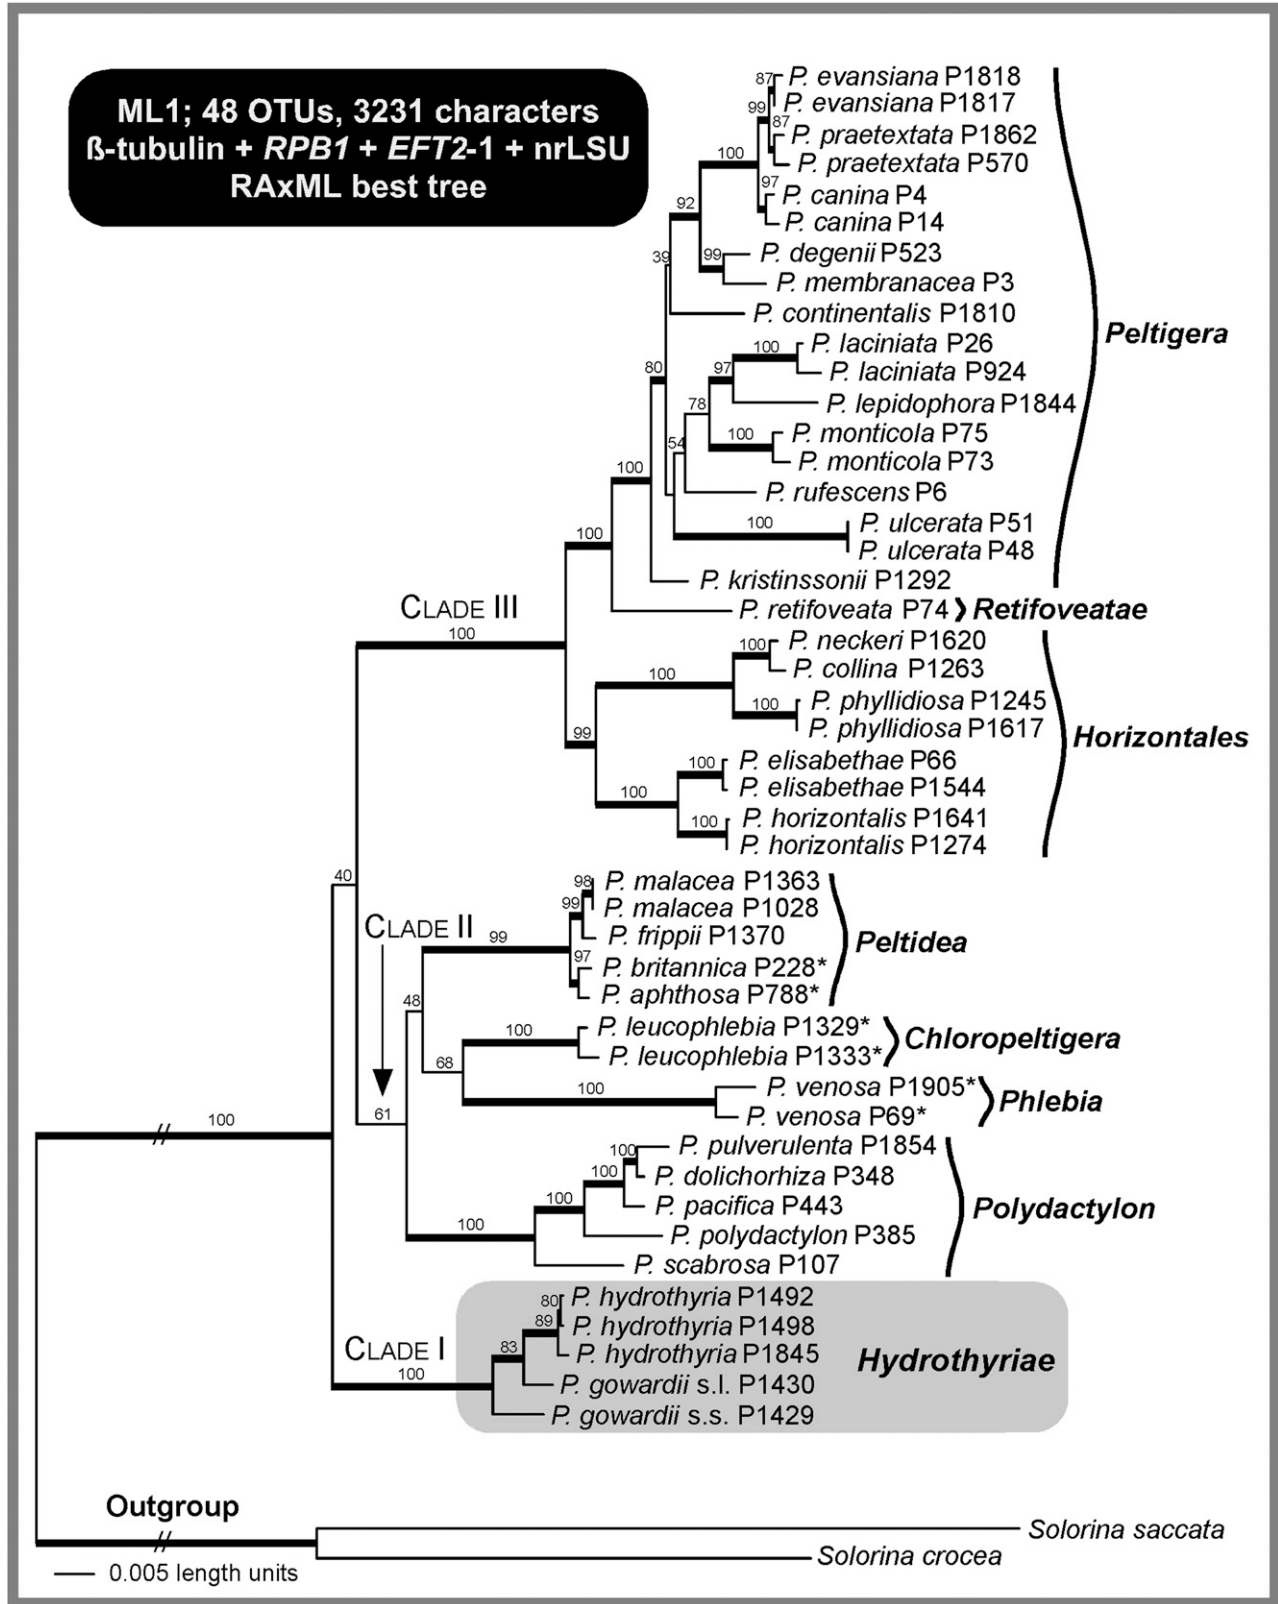 ML1; 48 OTUs, 3231 characters
ß-tubulin + RPB1 + EFT2-1 + nrLSU
RAxML best tree
87
P. evansiana P1818
P. evansiana P1817
99
87
P. praetextata P1862
P. praetextata P570
100
97
P. canina P4
P. canina P14
92
99
P. degenii P523
P. membranacea P3
39
P. continentalis P1810
Peltigera
100
P. laciniata P26
P. laciniata P924
97
80
P. lepidophora P1844
78
100
P. monticola P75
P. monticola P73
54
100
P. rufescens P6
100
P. ulcerata P51
P. ulcerata P48
100
P. kristinssonii P1292
P. retifoveata P74
Retifoveatae
CLADE III
100
100
P. neckeri P1620
P. collina P1263
100
100
P. phyllidiosa P1245
P. phyllidiosa P1617
Horizontales
99
100
P. elisabethae P66
P. elisabethae P1544
100
100
P. horizontalis P1641
P. horizontalis P1274
40
98
P. malacea P1363
P. malacea P1028
99
CLADE II
99
P. frippii P1370
Peltidea
97
P. britannica P228*
P. aphthosa P788*
48
100
P. leucophlebia P1329*
P. leucophlebia P1333*
Chloropeltigera
68
100
P. venosa P1905*
P. venosa P69*
Phlebia
61
100
100
P. pulverulenta P1854
P. dolichorhiza P348
100
P. pacifica P443
100
Polydactylon
100
P. polydactylon P385
P. scabrosa P107
80
P. hydrothyria P1492
P. hydrothyria P1498
89
P. hydrothyria P1845
83
CLADE I
100
Hydrothyriae
P. gowardii s.l. P1430
P. gowardii s.s. P1429
Outgroup
Solorina saccata
Solorina crocea
0.005 length units